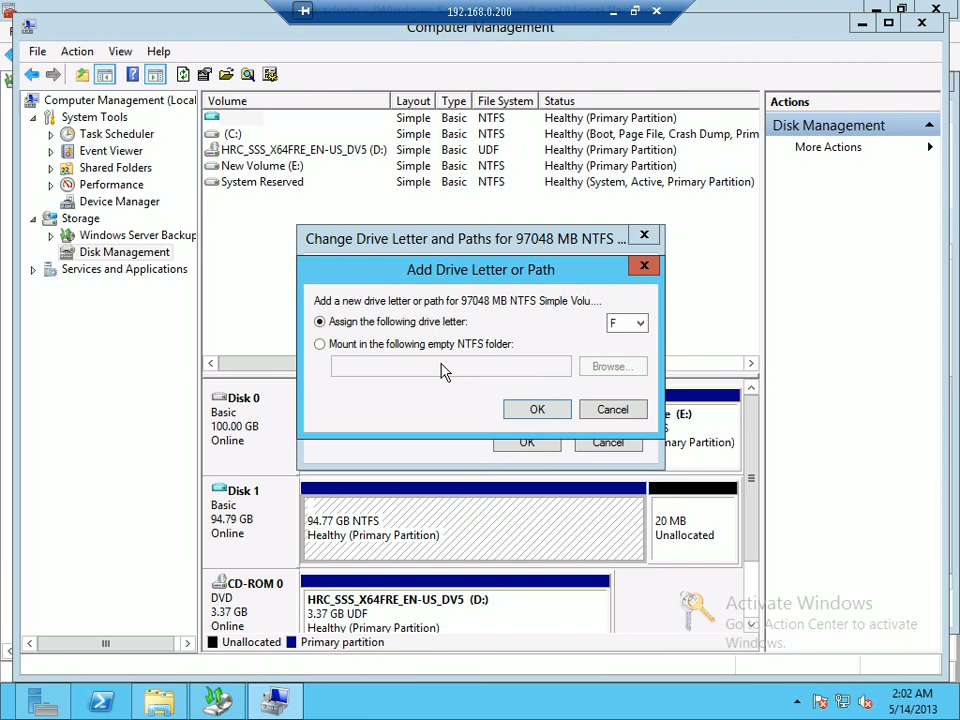 192.168.0.200
Computer Management
File Action View Help
Computer Management (Local
System Tools
Task Scheduler
Event Viewer
Shared Folders
Performance
Device Manager
Storage
Windows Server Backup
Disk Management
Services and Applications
Volume Layout Type File System Status
Simple Basic NTFS Healthy (Primary Partition)
(C:) Simple Basic NTFS Healthy (Boot, Page File, Crash Dump, Prim
HRC_SSS_X64FRE_EN-US_DV5 (D:) Simple Basic UDF Healthy (Primary Partition)
New Volume (E:) Simple Basic NTFS Healthy (Primary Partition)
System Reserved Simple Basic NTFS Healthy (System, Active, Primary Partition)
Actions
Disk Management
More Actions
Change Drive Letter and Paths for 97048 MB NTFS ...
Add Drive Letter or Path
Add a new drive letter or path for 97048 MB NTFS Simple Volu....
Assign the following drive letter:
F
Mount in the following empty NTFS folder:
Browse...
OK Cancel
OK Cancel
Disk 0
Basic
100.00 GB
Online
(E:)
imary Partition)
Disk 1
Basic
94.79 GB
Online
94.77 GB NTFS
Healthy (Primary Partition)
20 MB
Unallocated
CD-ROM 0
DVD
3.37 GB
Online
HRC_SSS_X64FRE_EN-US_DV5 (D:)
3.37 GB UDF
Healthy (Primary Partition)
Unallocated Primary partition
Activate Windows
Go to Action Center to activate
Windows.
2:02 AM
5/14/2013